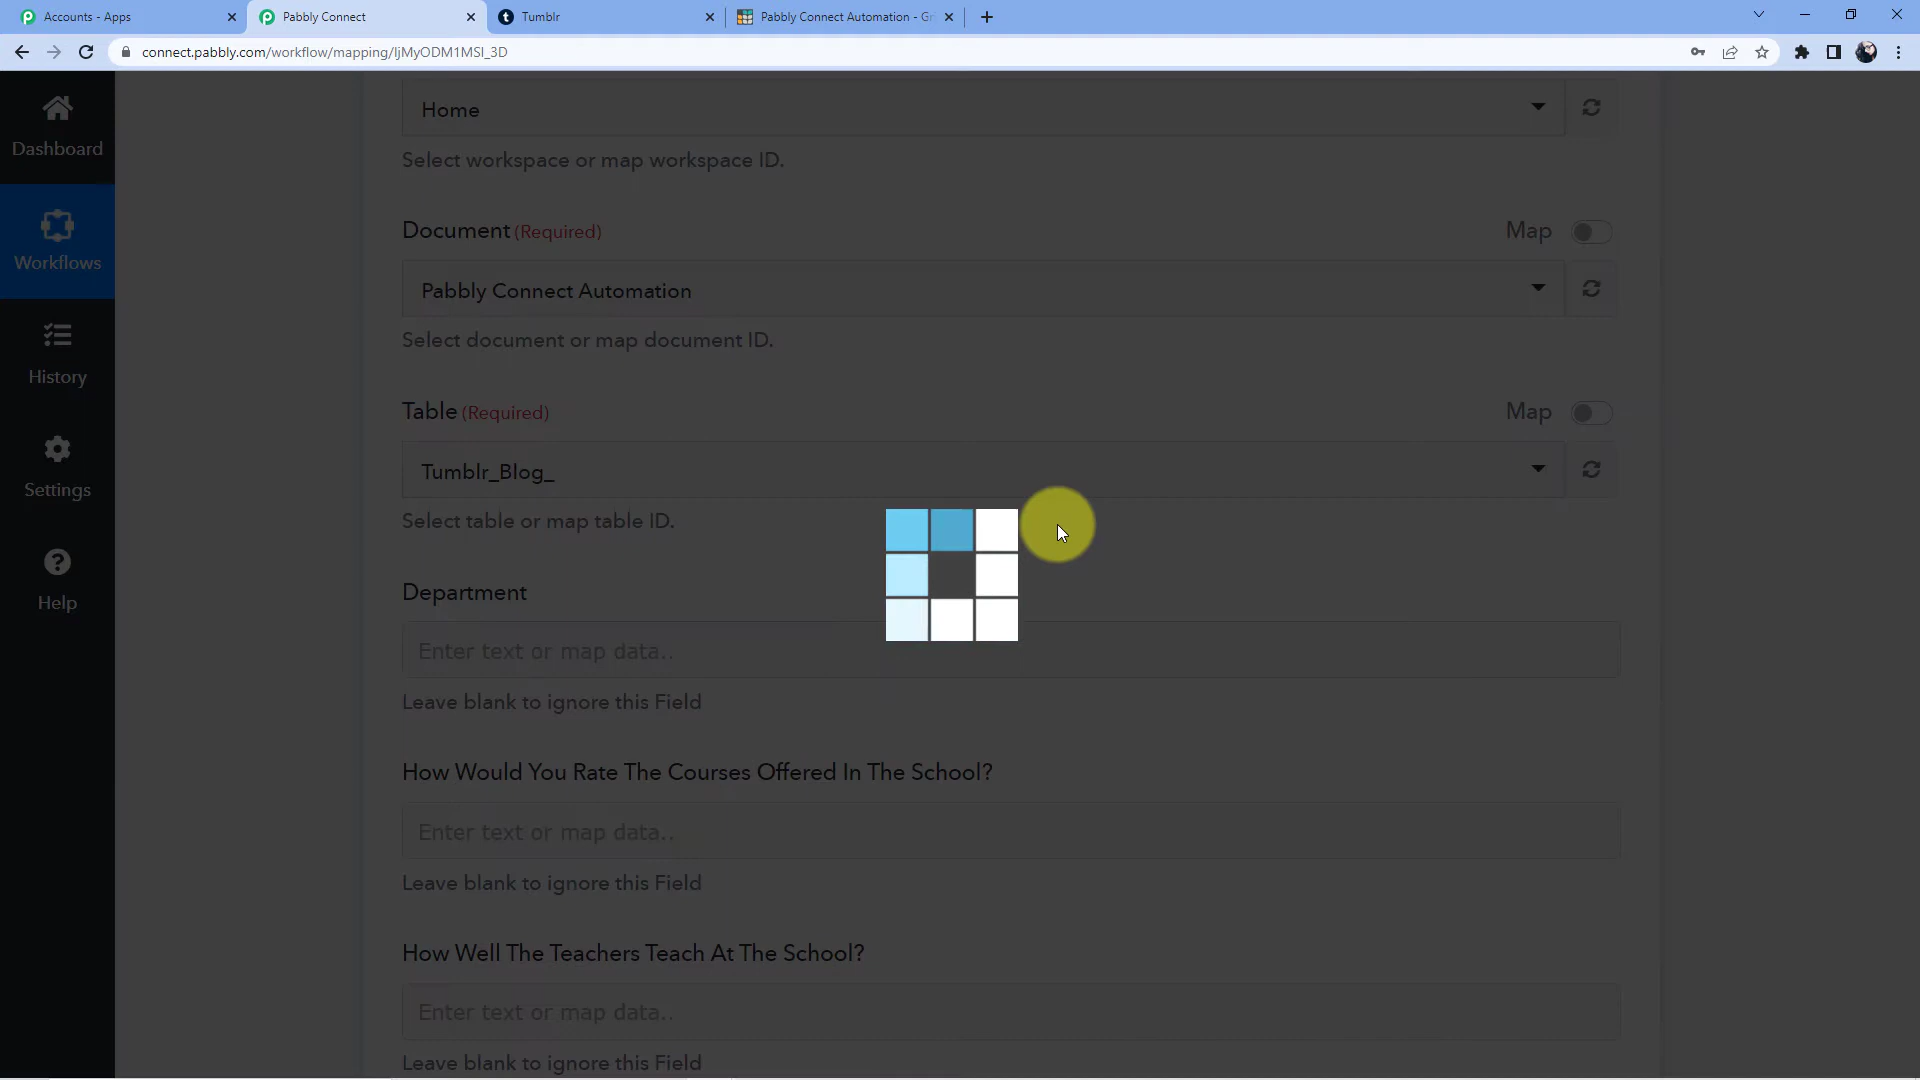 Accounts - Apps
Pabbly Connect
Tumblr
Pabbly Connect Automation - Gr
connect.pabbly.com/workflow/mapping/IjMyODM1MSI_3D
Dashboard
Workflows
History
Settings
Help
Home
Select workspace or map workspace ID.
Document (Required)
Map
Pabbly Connect Automation
Select document or map document ID.
Table (Required)
Map
Tumblr_Blog_
Select table or map table ID.
Department
Enter text or map data..
Leave blank to ignore this Field
How Would You Rate The Courses Offered In The School?
Enter text or map data..
Leave blank to ignore this Field
How Well The Teachers Teach At The School?
Enter text or map data..
Leave blank to ignore this Field